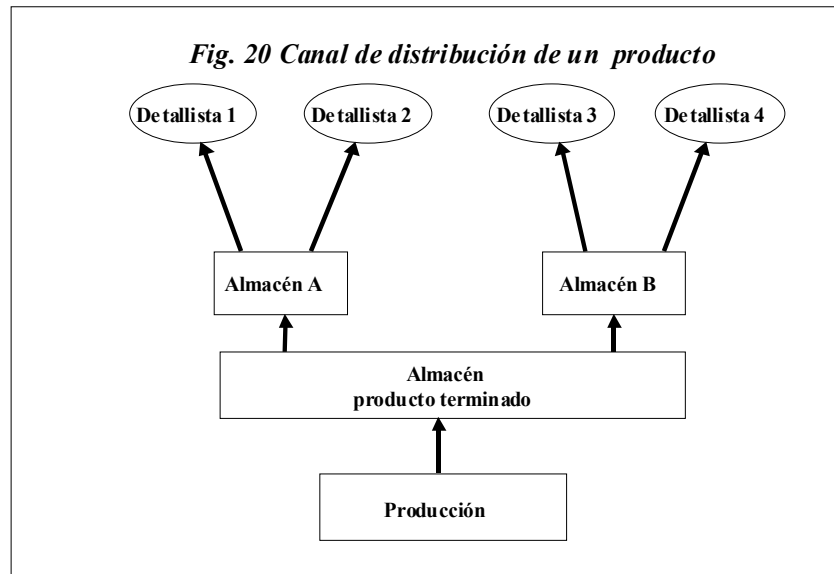 Fig. 20 Canal de distribución de un producto
Detallista 1
Detallista 2
Detallista 3
Detallista 4
Almacén A
Almacén B
Almacén
producto terminado
Producción